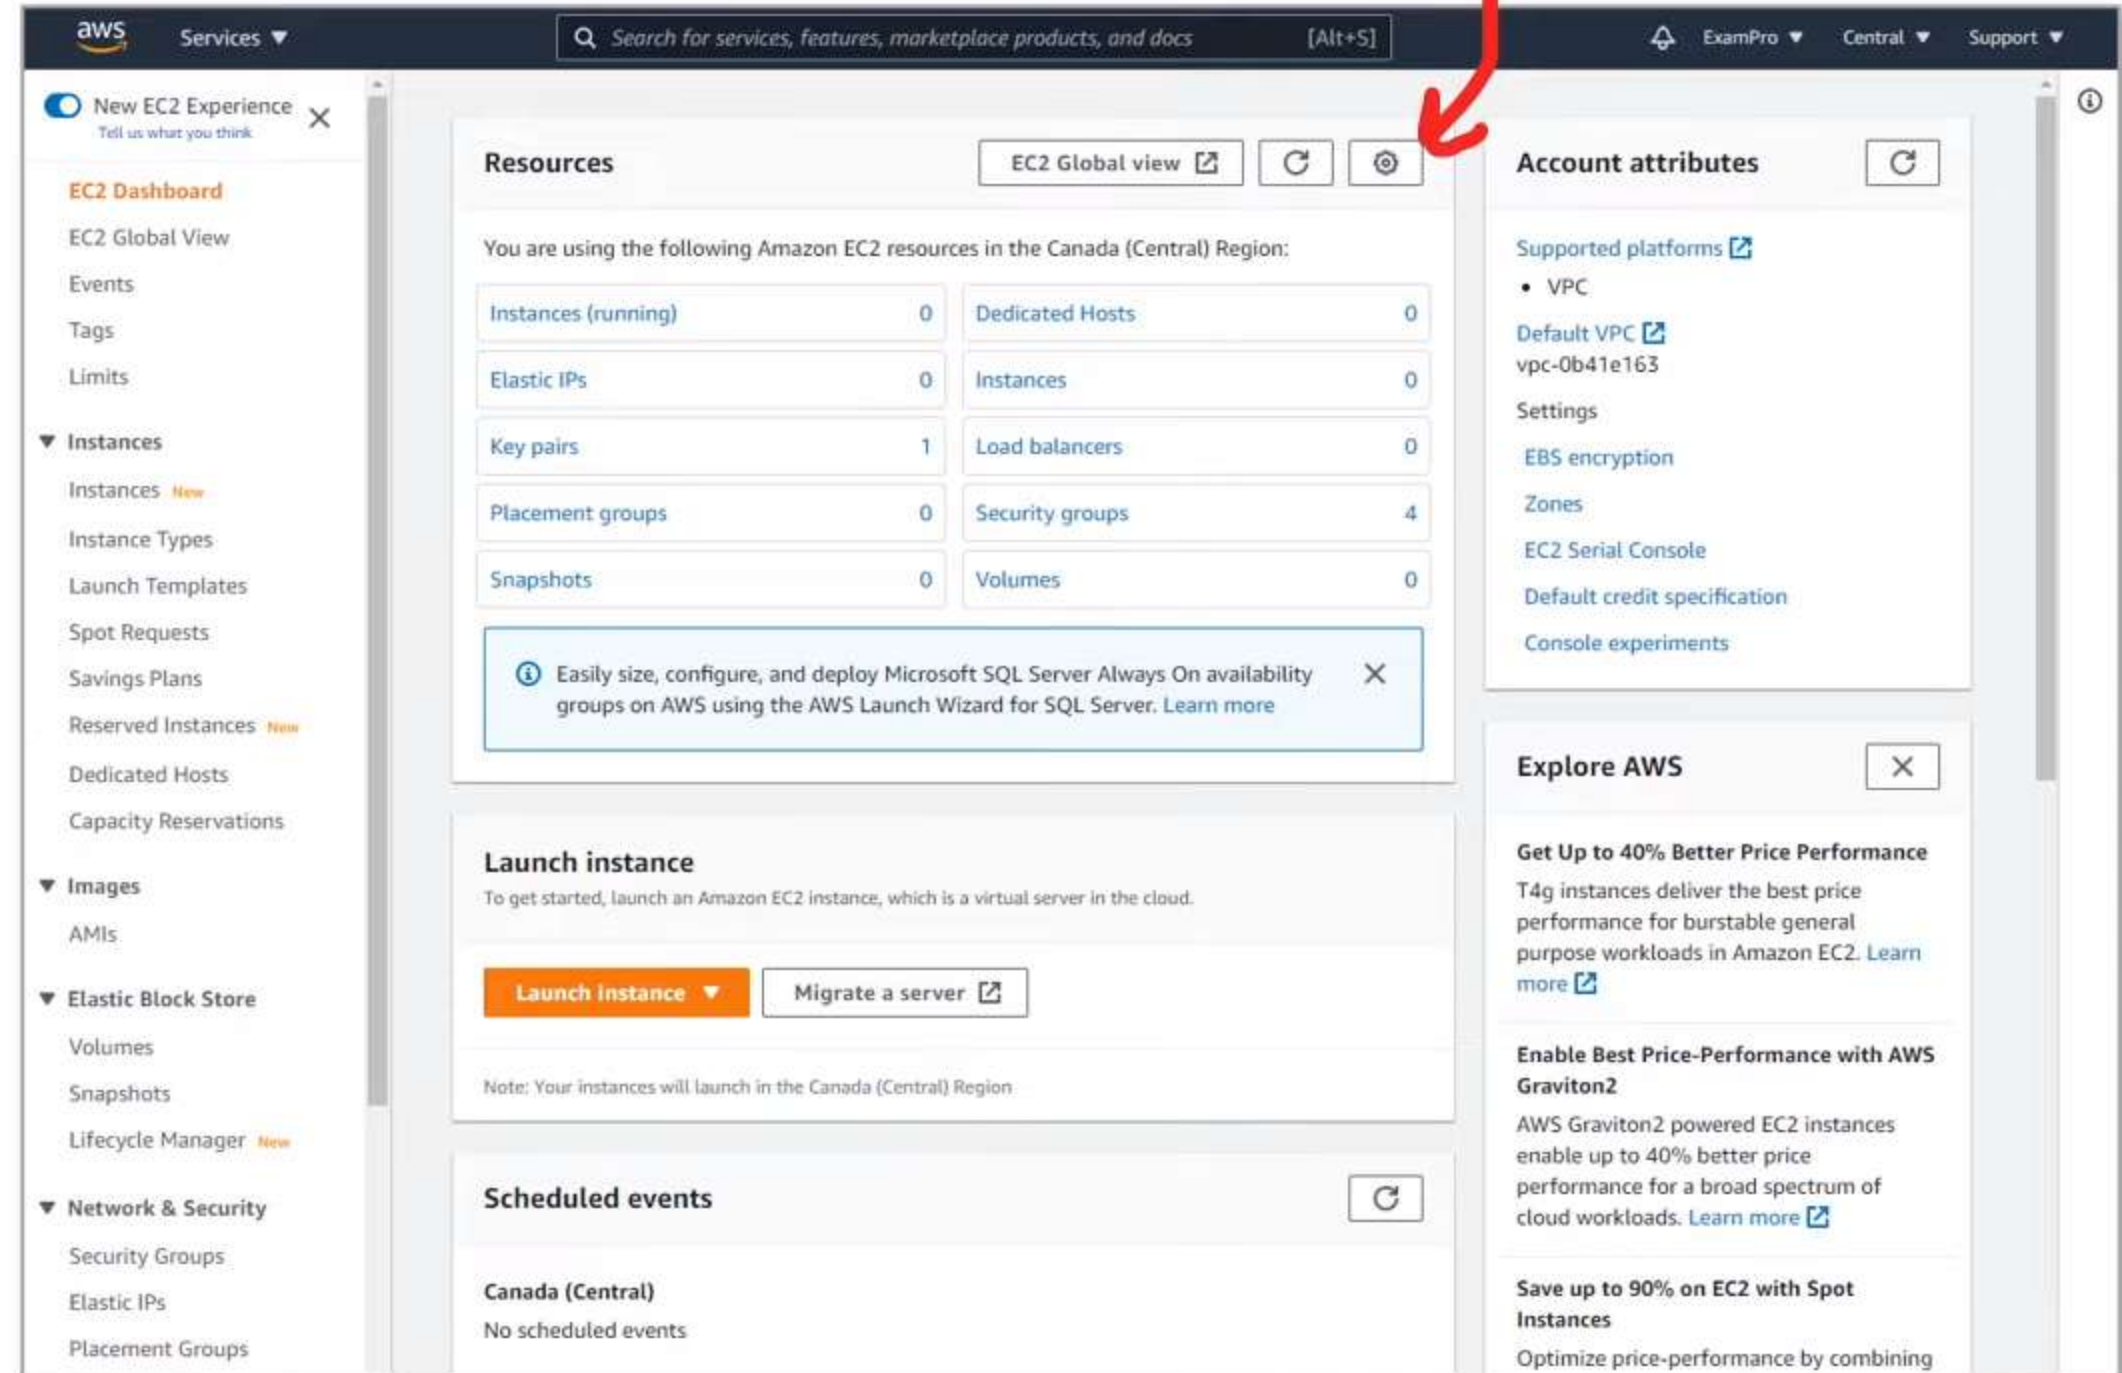 aws
Services
Search for services, features, marketplace products, and docs
[Alt+S]
ExamPro
Central
Support
New EC2 Experience
Tell us what you think
EC2 Dashboard
EC2 Global View
Events
Tags
Limits
Instances
Instances New
Instance Types
Launch Templates
Spot Requests
Savings Plans
Reserved Instances New
Dedicated Hosts
Capacity Reservations
Images
AMIs
Elastic Block Store
Volumes
Snapshots
Lifecycle Manager New
Network & Security
Security Groups
Elastic IPs
Placement Groups
Resources
EC2 Global view
You are using the following Amazon EC2 resources in the Canada (Central) Region:
Instances (running) 0
Dedicated Hosts 0
Elastic IPs 0
Instances 0
Key pairs 1
Load balancers 0
Placement groups 0
Security groups 4
Snapshots 0
Volumes 0
Easily size, configure, and deploy Microsoft SQL Server Always On availability
groups on AWS using the AWS Launch Wizard for SQL Server. Learn more
Launch instance
To get started, launch an Amazon EC2 instance, which is a virtual server in the cloud.
Launch instance
Migrate a server
Note: Your instances will launch in the Canada (Central) Region
Scheduled events
Canada (Central)
No scheduled events
Account attributes
Supported platforms
• VPC
Default VPC
vpc-0b41e163
Settings
EBS encryption
Zones
EC2 Serial Console
Default credit specification
Console experiments
Explore AWS
Get Up to 40% Better Price Performance
T4g instances deliver the best price
performance for burstable general
purpose workloads in Amazon EC2. Learn
more
Enable Best Price-Performance with AWS
Graviton2
AWS Graviton2 powered EC2 instances
enable up to 40% better price
performance for a broad spectrum of
cloud workloads. Learn more
Save up to 90% on EC2 with Spot
Instances
Optimize price-performance by combining